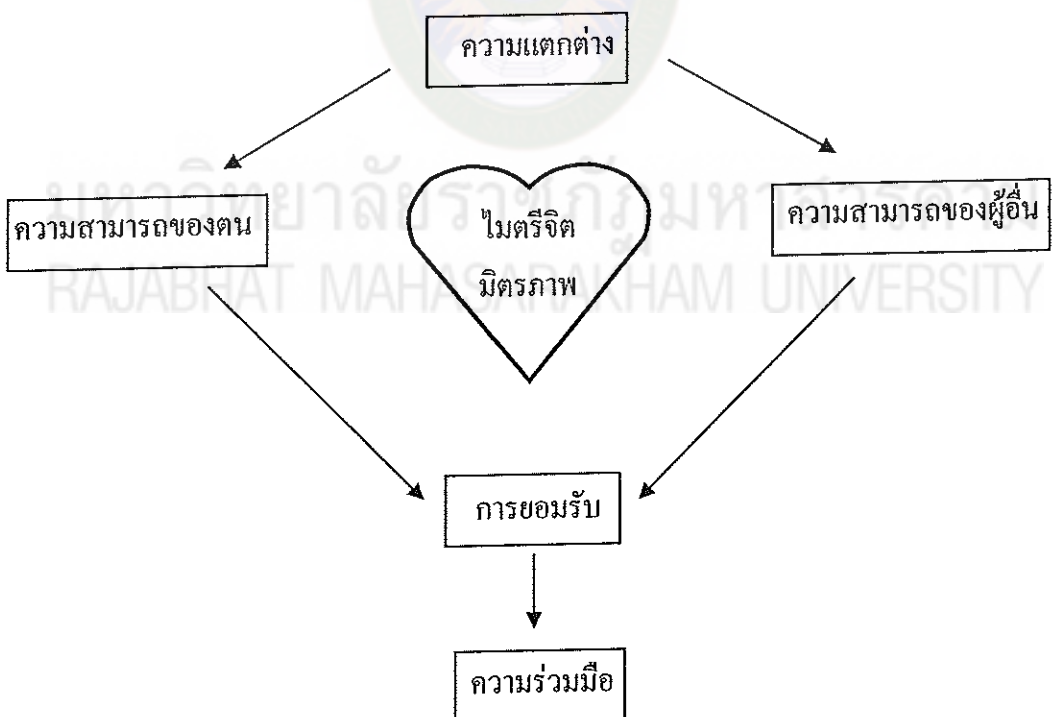 ความแตกต่าง
มหาวิทยาลัยราชภัฏมหาสารคาม
ความสามารถของตน
ไมตรีจิต
มิตรภาพ
ความสามารถของผู้อื่น
RAJABHAT MAHASARAKHAM UNIVERSITY
การยอมรับ
ความร่วมมือ